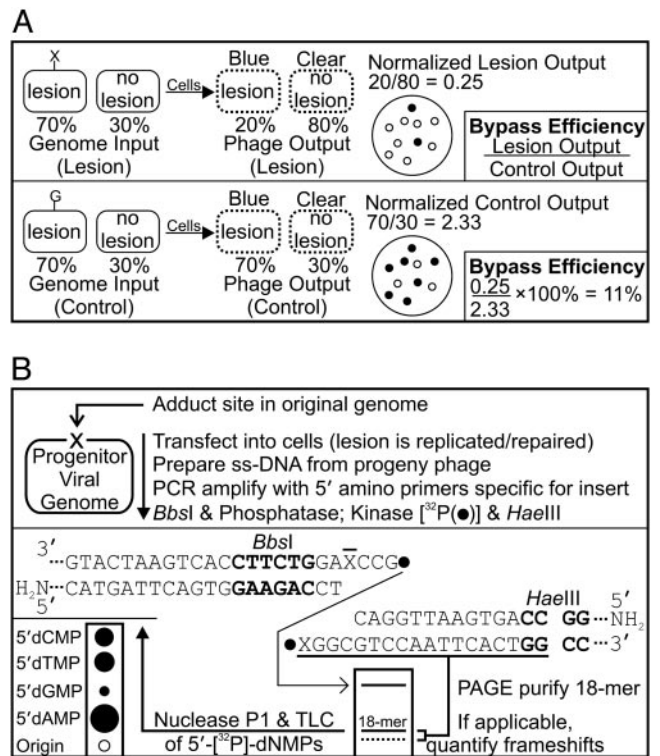 A
X
lesion
no
lesion
70% 30%
Genome Input
(Lesion)
Cells
Blue Clear
lesion
no
lesion
20% 80%
Phage Output
(Lesion)
Normalized Lesion Output
20/80 = 0.25
Bypass Efficiency
Lesion Output
Control Output
G
lesion
no
lesion
70% 30%
Genome Input
(Control)
Cells
Blue Clear
lesion
no
lesion
70% 30%
Phage Output
(Control)
Normalized Control Output
70/30 = 2.33
Bypass Efficiency
0.25
2.33
×100% = 11%
B
Adduct site in original genome
X
Progenitor
Viral
Genome
Transfect into cells (lesion is replicated/repaired)
Prepare ss-DNA from progeny phage
PCR amplify with 5′ amino primers specific for insert
BbsI & Phosphatase; Kinase [³²P(●)] & HaeIII
BbsI
3′
···GTACTAAGTCACCTTCTGGAX̅CCG●
H₂N···CATGATTCAGTGGAAGACCT
5′
HaeIII 5′
CAGGTTAAGTGACC GG···NH₂
●XGGCGTCCAATTCACTGG CC···3′
5′dCMP
5′dTMP
5′dGMP
5′dAMP
Origin
Nuclease P1 & TLC
of 5′-[³²P]-dNMPs
18-mer
PAGE purify 18-mer
If applicable,
quantify frameshifts